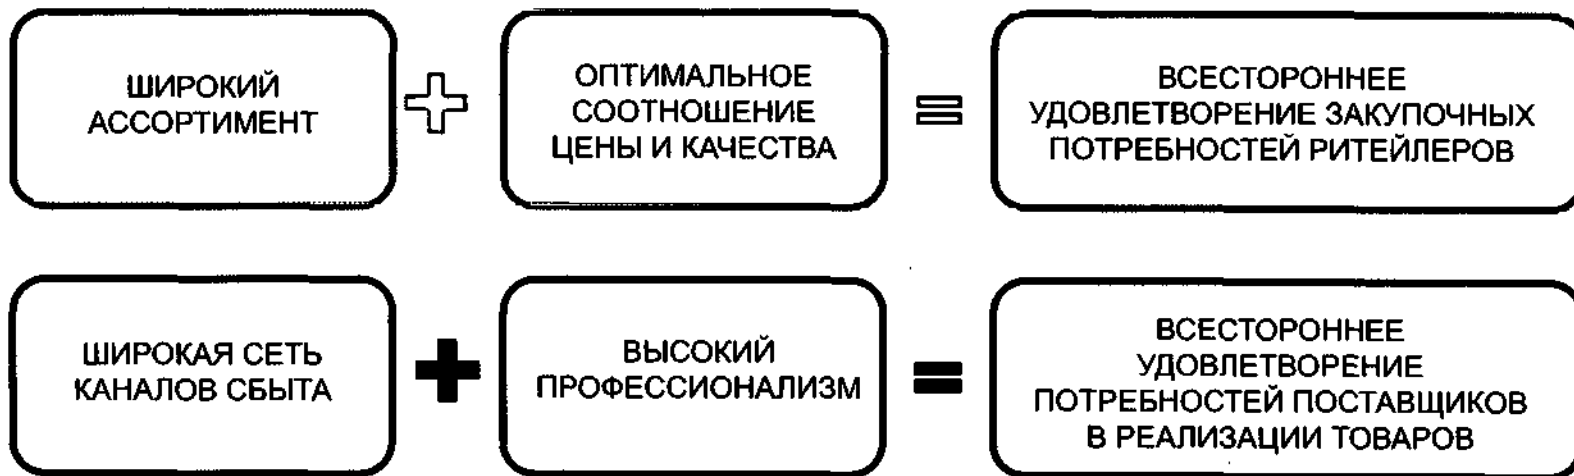 ШИРОКИЙ
АССОРТИМЕНТ
ОПТИМАЛЬНОЕ
СООТНОШЕНИЕ
ЦЕНЫ И КАЧЕСТВА
ВСЕСТОРОННЕЕ
УДОВЛЕТВОРЕНИЕ ЗАКУПОЧНЫХ
ПОТРЕБНОСТЕЙ РИТЕЙЛЕРОВ
ШИРОКАЯ СЕТЬ
КАНАЛОВ СБЫТА
ВЫСОКИЙ
ПРОФЕССИОНАЛИЗМ
ВСЕСТОРОННЕЕ
УДОВЛЕТВОРЕНИЕ
ПОТРЕБНОСТЕЙ ПОСТАВЩИКОВ
В РЕАЛИЗАЦИИ ТОВАРОВ